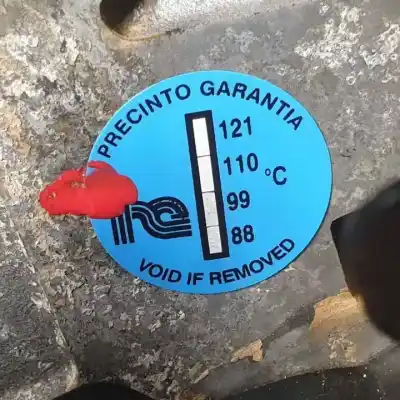 PRECINTO GARANTIA
121
110 °C
99
88
VOID IF REMOVED